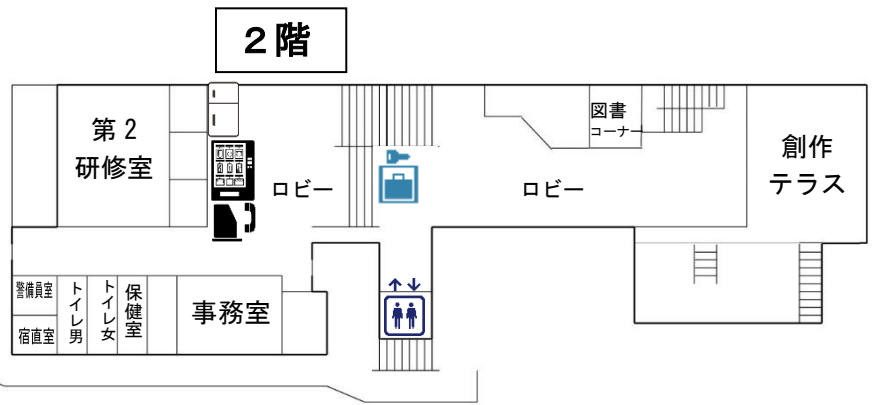 ２階
第２
研修室
ロビー
ロビー
図書
コーナー
創作
テラス
警備員室
宿直室
トイレ男
トイレ女
保健室
事務室